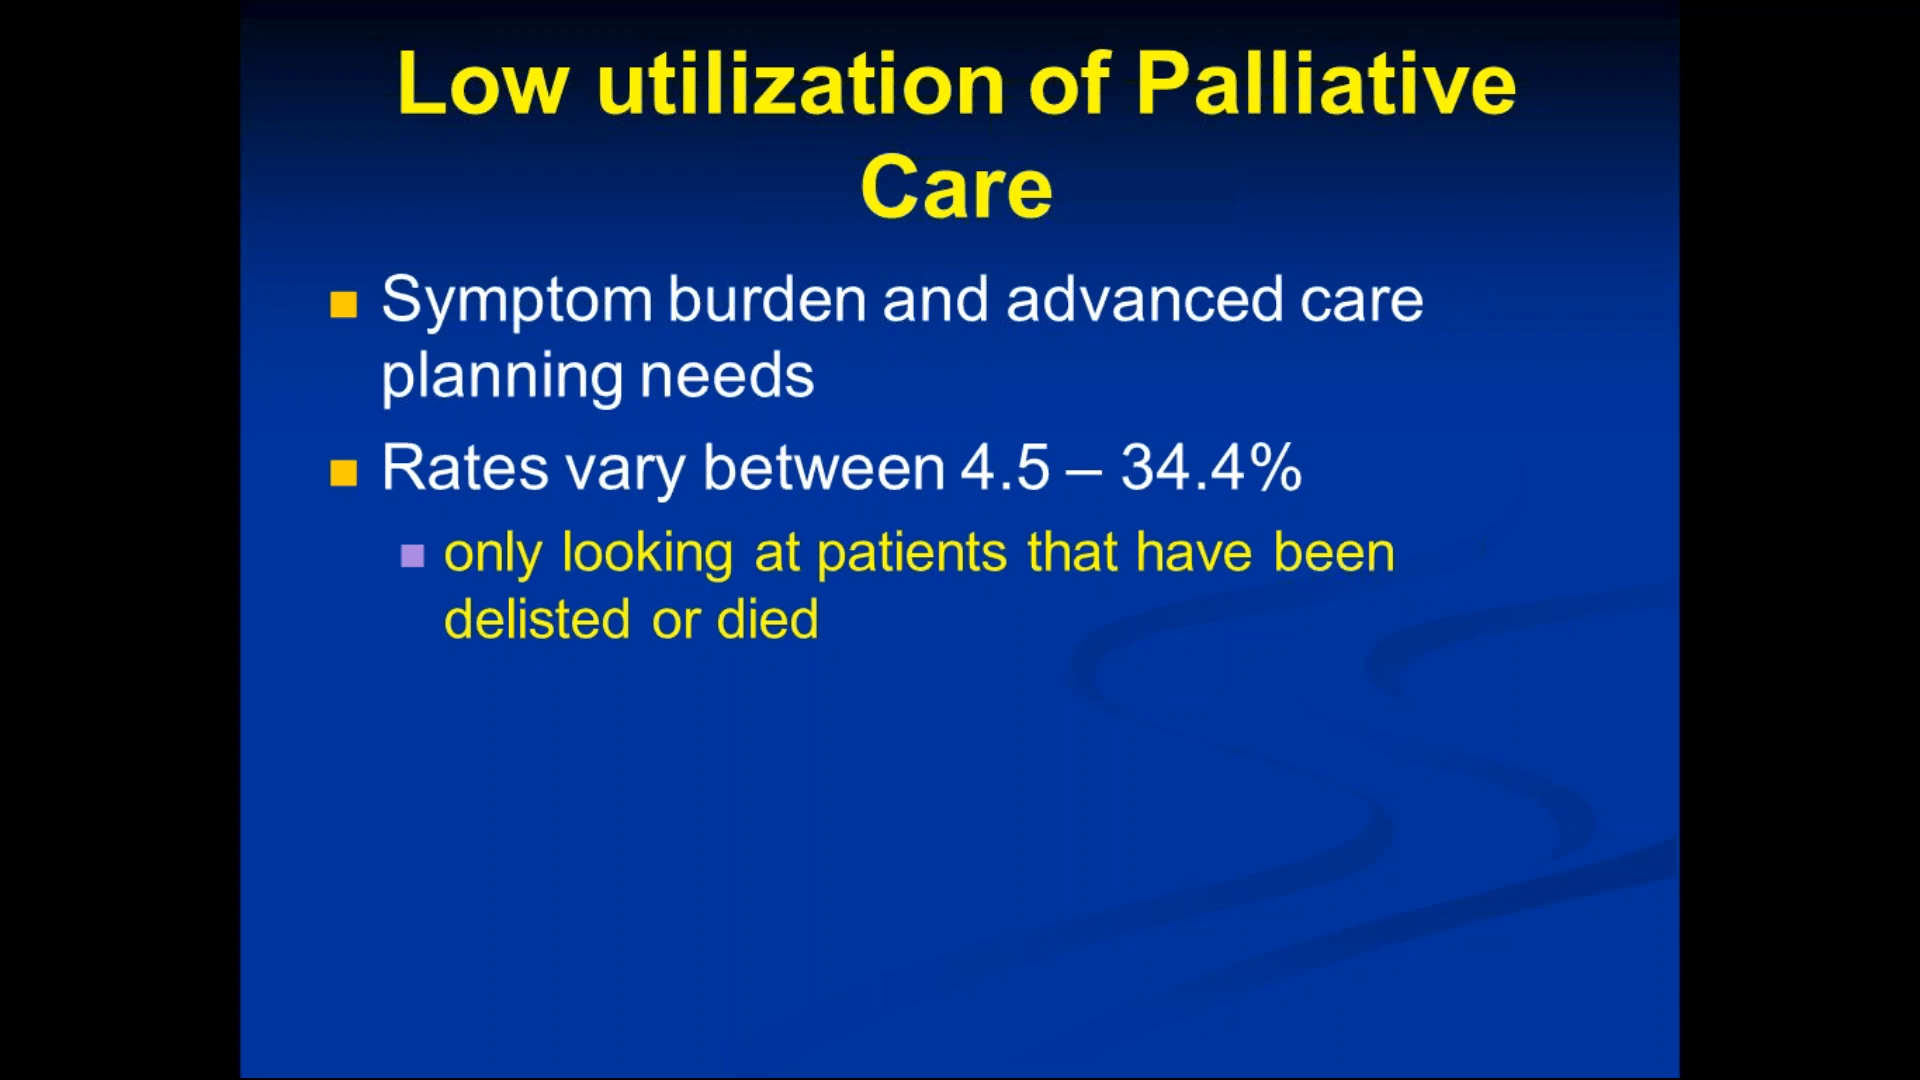 Low utilization of Palliative
Care
Symptom burden and advanced care
planning needs
Rates vary between 4.5 – 34.4%
only looking at patients that have been
delisted or died